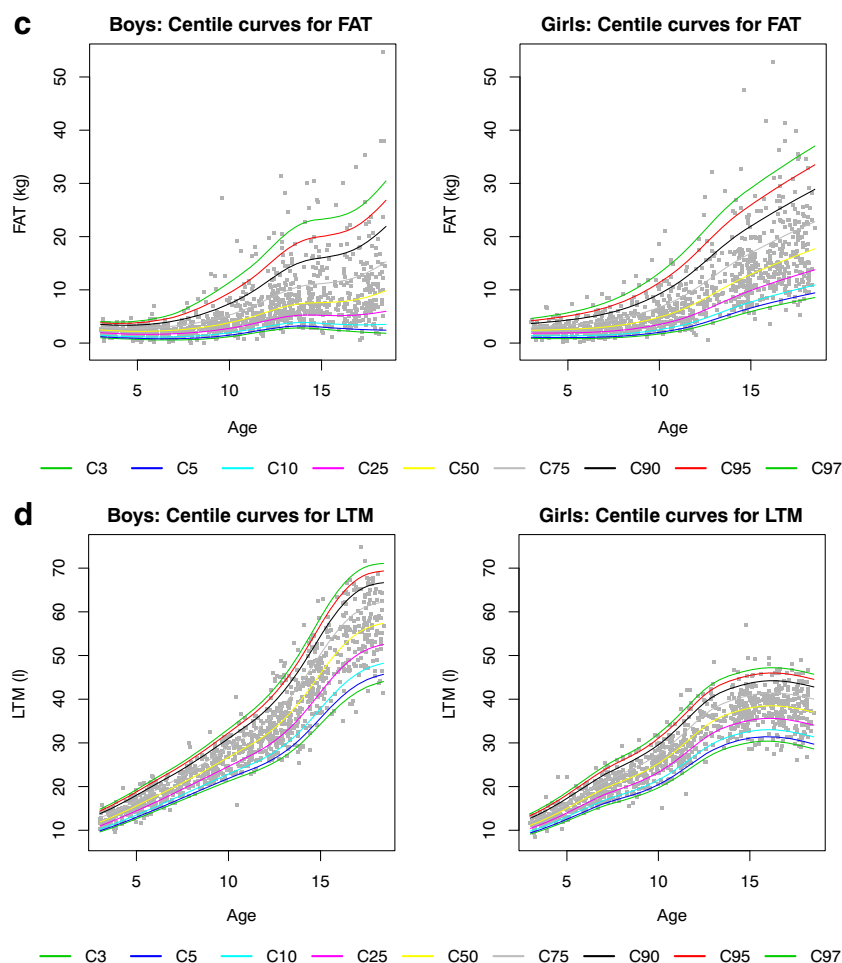 c
Boys: Centile curves for FAT
Girls: Centile curves for FAT
FAT (kg)
50
40
30
20
10
0
5 10 15
Age
FAT (kg)
50
40
30
20
10
0
5 10 15
Age
C3 C5 C10 C25 C50 C75 C90 C95 C97
d
Boys: Centile curves for LTM
Girls: Centile curves for LTM
LTM (l)
70
60
50
40
30
20
10
5 10 15
Age
LTM (l)
70
60
50
40
30
20
10
5 10 15
Age
C3 C5 C10 C25 C50 C75 C90 C95 C97